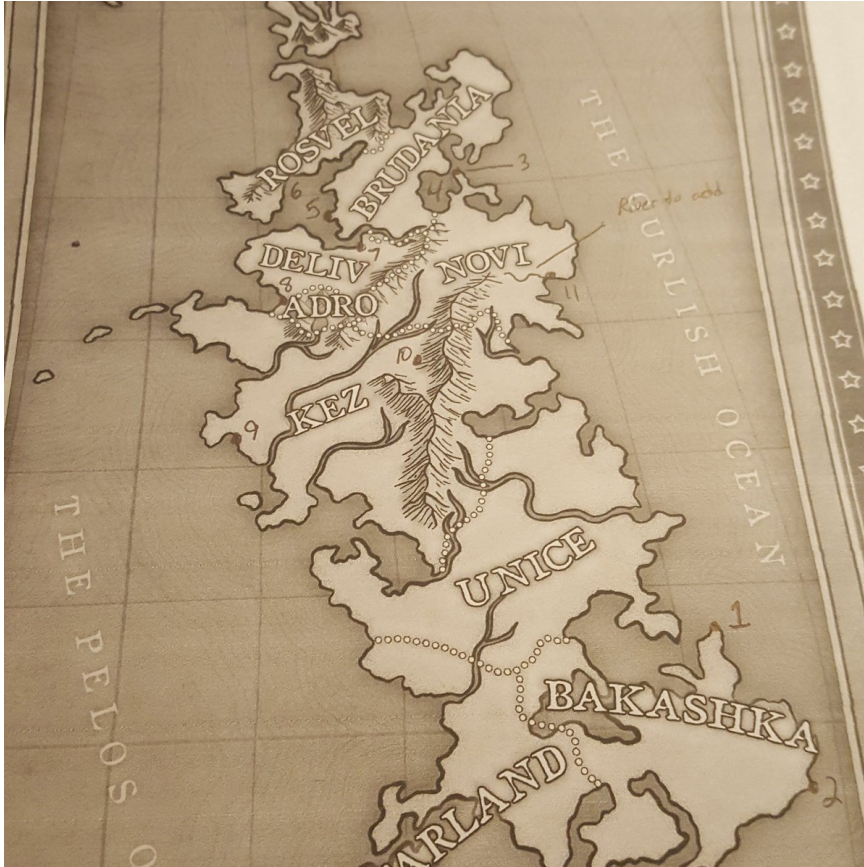 ROSVEL
BRUDANIA
3
4
6
5
River to add
THE GURLISH OCEAN
DELIV
7
NOVI
8
ADRO
11
10
KEZ
9
THE PELOS O
UNICE
1
BAKASHKA
2
ARLAND